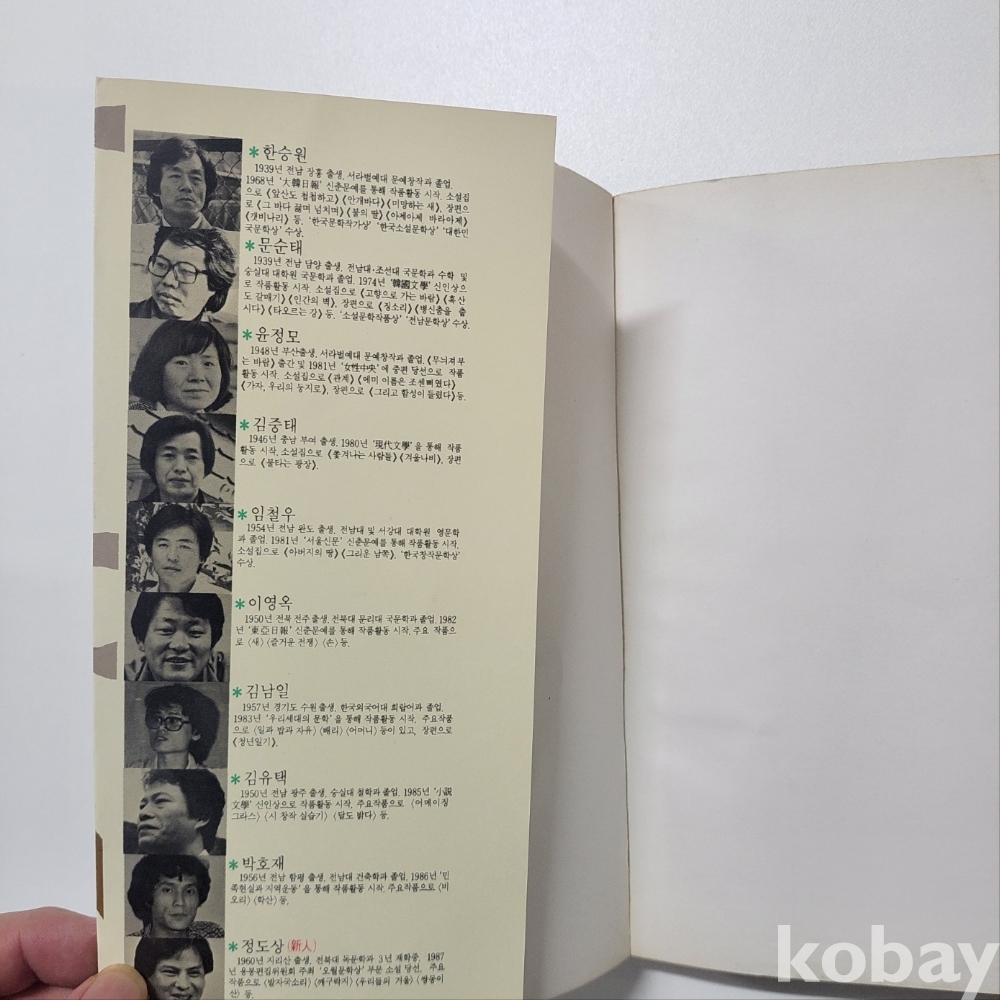 *한승원
1939년 전남 장흥 출생, 서라벌예대 문예창작과 졸업.
1968년 '大韓日報' 신춘문예를 통해 작품활동 시작. 소설집
으로 《앞산도 첩첩하고》《안개바다》《미망하는 새》, 장편으
로 《그 바다 끓며 넘치며》《불의 딸》《아제아제 바라아제》
《갯비나리》 등. '한국문학작가상' '한국소설문학상' '대한민
국문학상' 수상.
*문순태
1939년 전남 담양 출생, 전남대·조선대 국문학과 수학 및
숭실대 대학원 국문학과 졸업. 1974년 '韓國文學' 신인상으
로 작품활동 시작. 소설집으로 《고향으로 가는 바람》《흑산
도 갈매기》《인간의 벽》, 장편으로 《징소리》《병신춤을 춥
시다》《타오르는 강》 등. '소설문학작품상' '전남문학상' 수상.
*윤정모
1948년 부산출생, 서라벌예대 문예창작과 졸업. 《무늬져부
는 바람》 출간 및 1981년 '女性中央'에 중편 당선으로 작품
활동 시작. 소설집으로 《관계》《에미 이름은 조센삐였다》
《가자, 우리의 둥지로》, 장편으로 《그리고 함성이 들렸다》 등.
*김중태
1946년 충남 부여 출생, 1980년 '現代文學'을 통해 작품
활동 시작. 소설집으로 《쫓겨나는 사람들》《겨울나비》, 장편
으로 《불타는 광장》.
*임철우
1954년 전남 완도 출생, 전남대 및 서강대 대학원 영문학
과 졸업. 1981년 '서울신문' 신춘문예를 통해 작품활동 시작.
소설집으로 《아버지의 땅》《그리운 남쪽》, '한국창작문학상'
수상.
*이영옥
1950년 전북 전주 출생, 전북대 문리대 국문학과 졸업. 1982
년 '東亞日報' 신춘문예를 통해 작품활동 시작. 주요 작품으
로 〈새〉〈즐거운 전쟁〉〈손〉 등.
*김남일
1957년 경기도 수원 출생, 한국외국어대 화란어과 졸업.
1983년 '우리세대의 문학'을 통해 작품활동 시작. 주요작품
으로 〈일과 밥과 자유〉〈배리〉〈어머니〉 등이 있고, 장편으로
《청년일기》.
*김유택
1950년 전남 광주 출생, 숭실대 철학과 졸업. 1985년 '小說
文學' 신인상으로 작품활동 시작. 주요작품으로 〈어메이징
그라스〉〈시 창작 실습기〉〈달도 밝다〉 등.
*박호재
1956년 전남 함평 출생, 전남대 건축학과 졸업. 1986년 '민
족현실과 지역운동'을 통해 작품활동 시작. 주요작품으로 〈비
오리〉〈학산〉 등.
*정도상(新人)
1960년 지리산 출생, 전북대 독문학과 3년 재학중, 1987
년 용봉편집위원회 주최 '오월문학상' 부문 소설 당선. 주요
작품으로 〈발자국소리〉〈깨구락지〉〈우리들의 겨울〉〈쌍둥이
산〉 등.
kobay